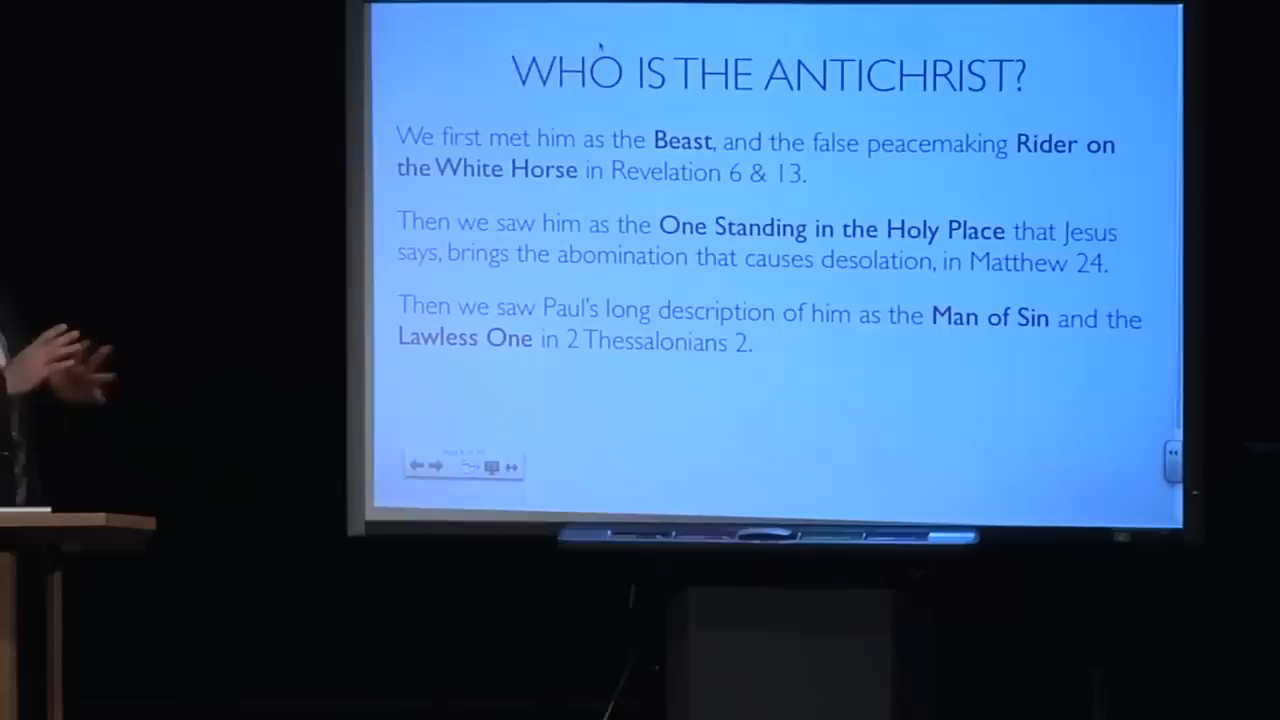 WHO IS THE ANTICHRIST?
We first met him as the Beast, and the false peacemaking Rider on
the White Horse in Revelation 6 & 13.
Then we saw him as the One Standing in the Holy Place that Jesus
says, brings the abomination that causes desolation, in Matthew 24.
Then we saw Paul's long description of him as the Man of Sin and the
Lawless One in 2 Thessalonians 2.